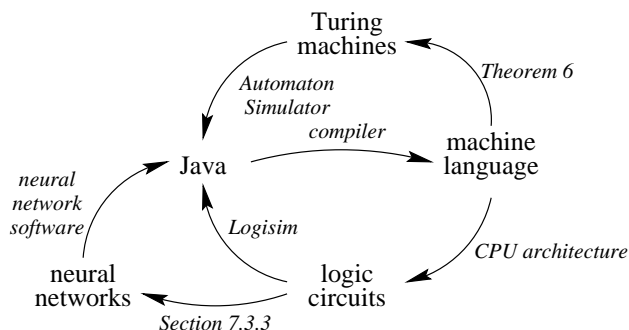 Turing
machines
Theorem 6
Automaton
Simulator
compiler
machine
language
Java
neural
network
software
Logisim
CPU architecture
neural
networks
logic
circuits
Section 7.3.3